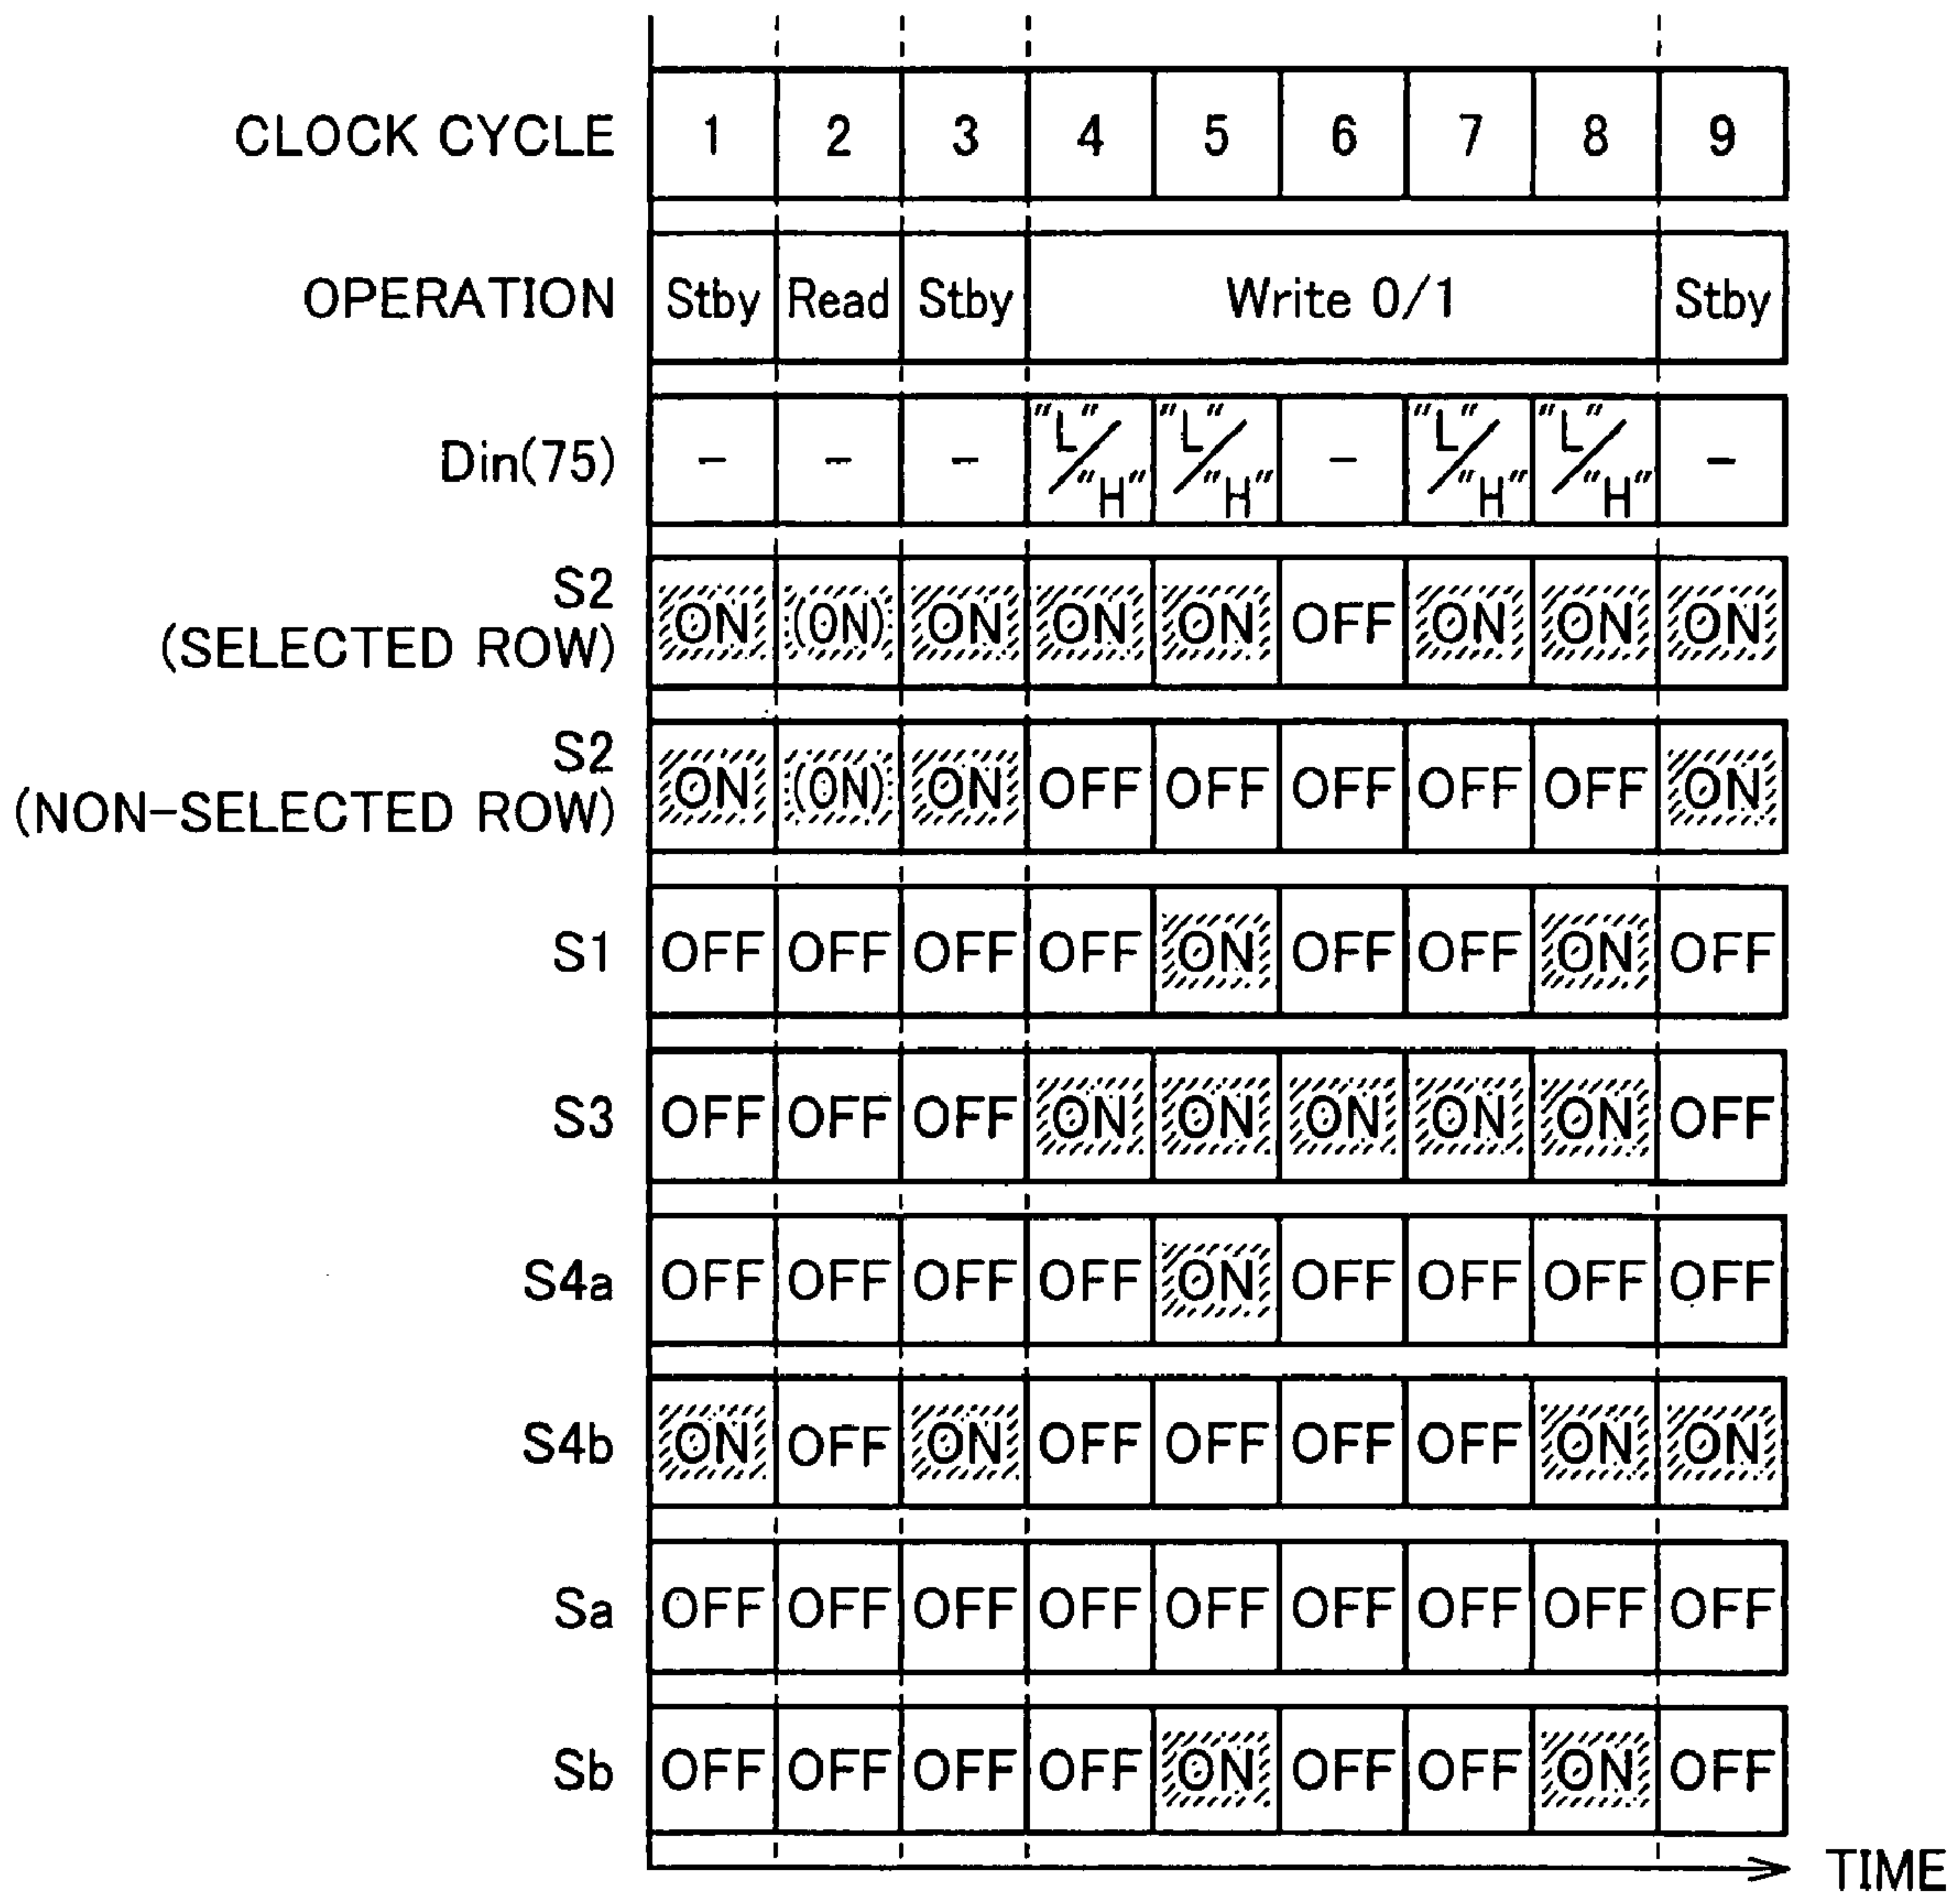 CLOCK CYCLE 1 2 3 4 5 6 7 8 9
OPERATION Stby Read Stby Write 0/1 Stby
Din(75) - - - "L"/"H" "L"/"H" - "L"/"H" "L"/"H" -
S2
(SELECTED ROW) ON (ON) ON ON ON OFF ON ON ON
S2
(NON-SELECTED ROW) ON (ON) ON OFF OFF OFF OFF OFF ON
S1 OFF OFF OFF OFF ON OFF OFF ON OFF
S3 OFF OFF OFF ON ON ON ON ON OFF
S4a OFF OFF OFF OFF ON OFF OFF OFF OFF
S4b ON OFF ON OFF OFF OFF OFF ON ON
Sa OFF OFF OFF OFF OFF OFF OFF OFF OFF
Sb OFF OFF OFF OFF ON OFF OFF ON OFF
TIME